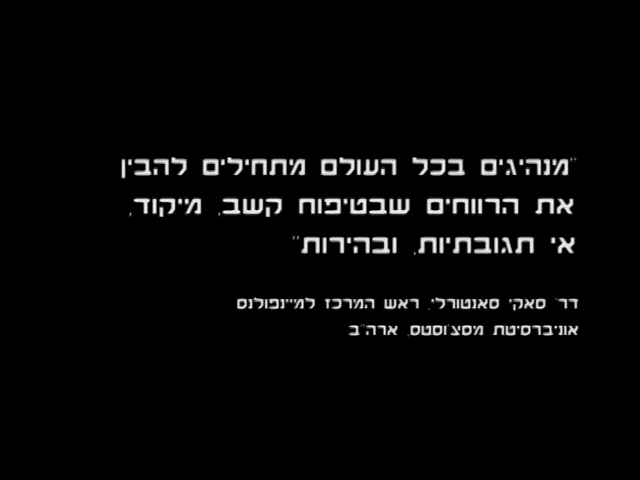 "מנהיגים בכל העולם מתחילים להבין
את הרווחים שבטיפוח קשב, מיקוד,
אי תגובתיות, ובהירות"
דר' סאקי סאנטורלי, ראש המרכז למיינפולנס
אוניברסיטת מסצ'וסטס, ארה"ב